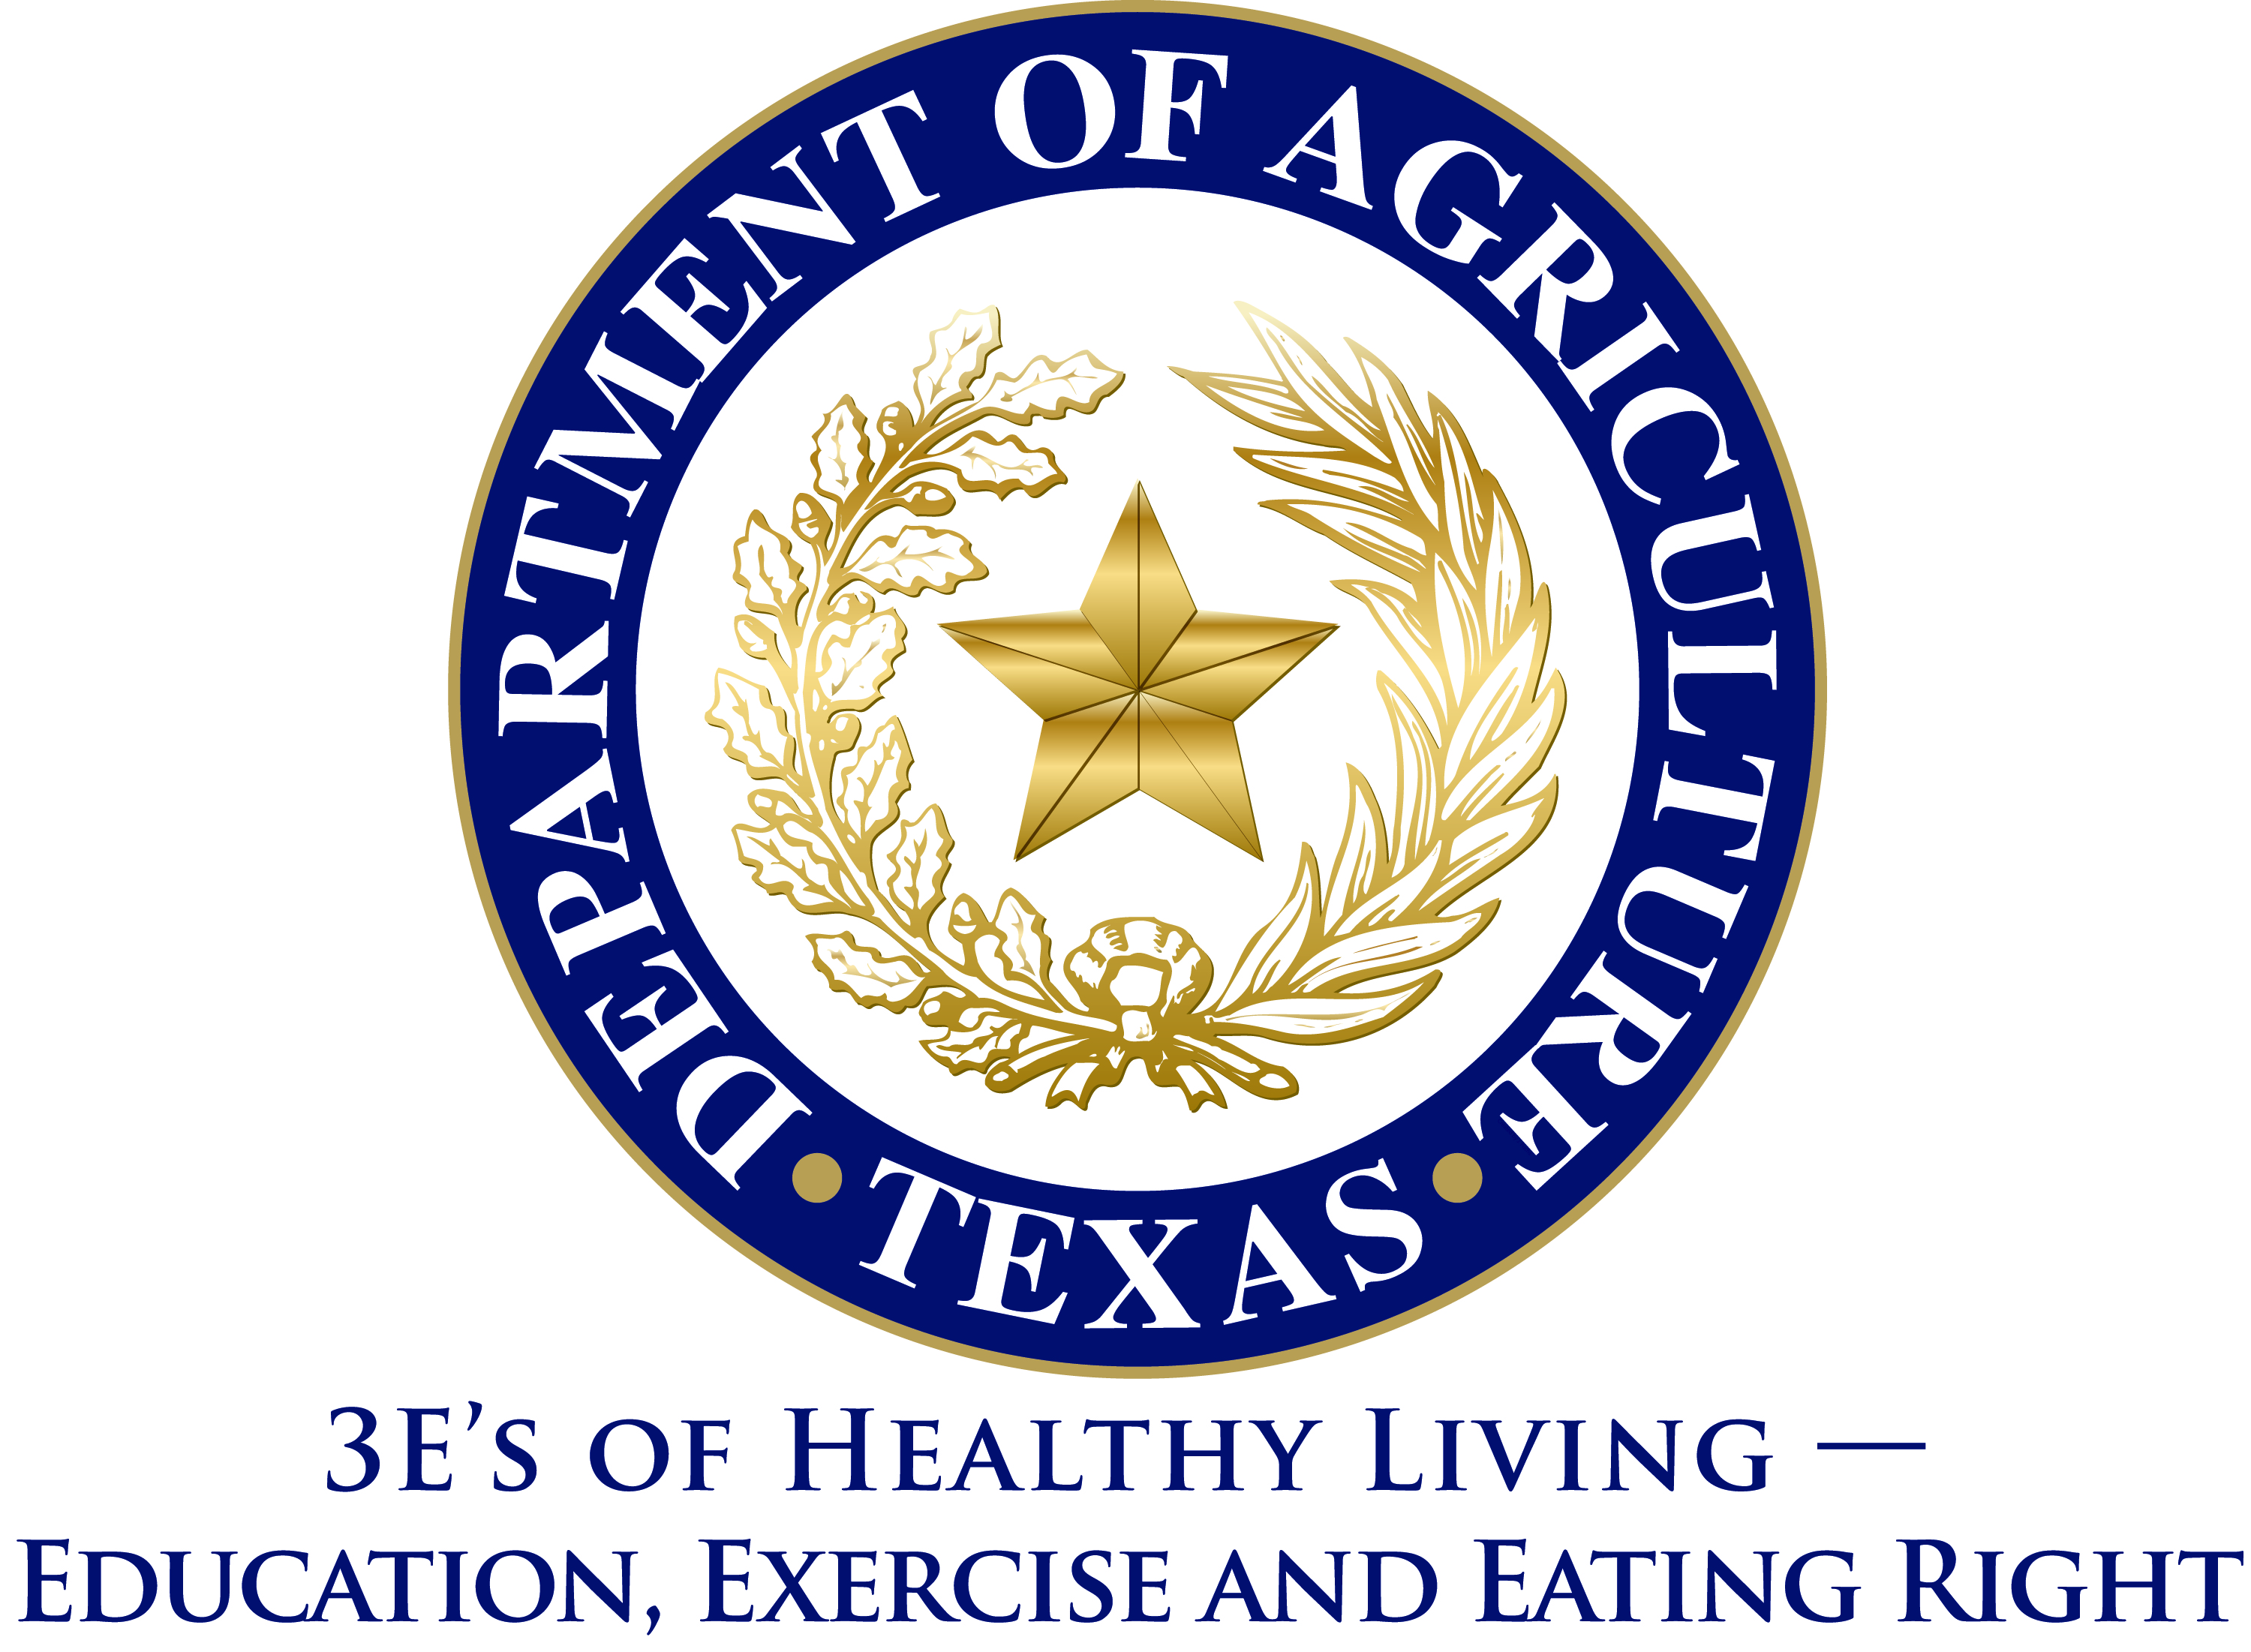 DEPARTMENT OF AGRICULTURE
TEXAS
3E’s of Healthy Living —
Education, Exercise and Eating Right